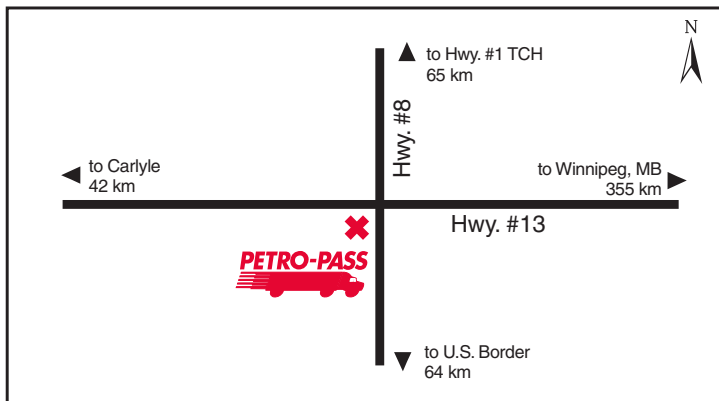 N
to Hwy. #1 TCH
65 km
Hwy. #8
to Carlyle
42 km
to Winnipeg, MB
355 km
Hwy. #13
PETRO-PASS
to U.S. Border
64 km